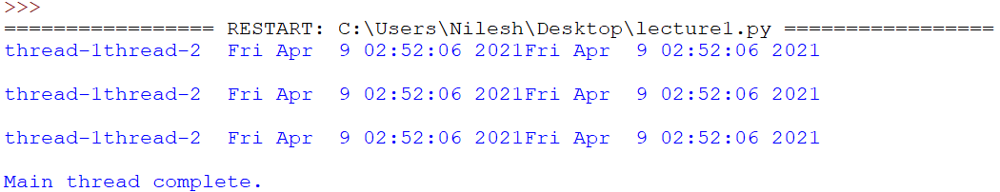 >>>
================= RESTART: C:\Users\Nilesh\Desktop\lecture1.py =================
thread-1thread-2  Fri Apr  9 02:52:06 2021Fri Apr  9 02:52:06 2021
thread-1thread-2  Fri Apr  9 02:52:06 2021Fri Apr  9 02:52:06 2021
thread-1thread-2  Fri Apr  9 02:52:06 2021Fri Apr  9 02:52:06 2021
Main thread complete.